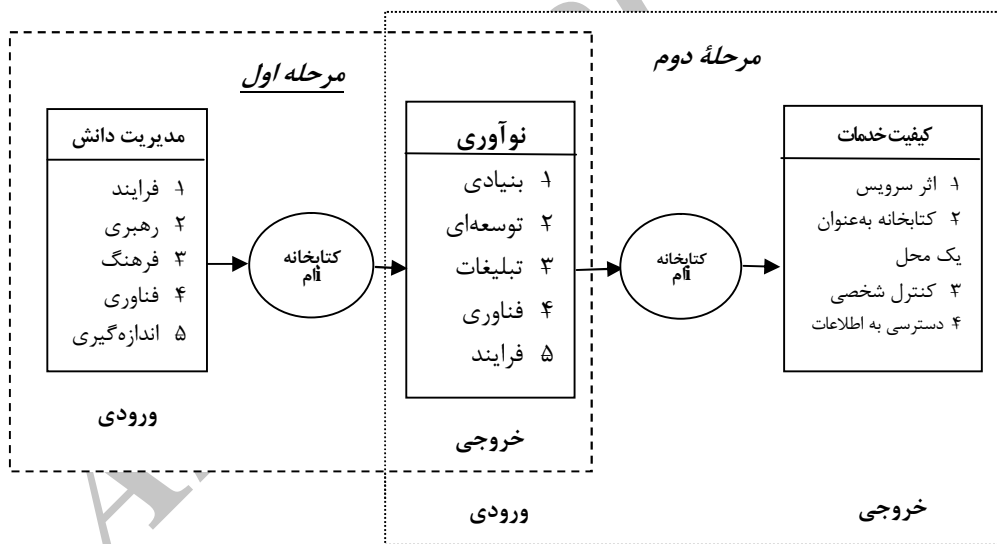 مرحله اول
مرحلهٔ دوم
مدیریت دانش
۱ فرایند
۲ رهبری
۳ فرهنگ
۴ فناوری
۵ اندازه‌گیری
ورودی
کتابخانه
iام
نوآوری
۱ بنیادی
۲ توسعه‌ای
۳ تبلیغات
۴ فناوری
۵ فرایند
خروجی
ورودی
کتابخانه
iام
کیفیت خدمات
۱ اثر سرویس
۲ کتابخانه به‌عنوان
یک محل
۳ کنترل شخصی
۴ دسترسی به اطلاعات
خروجی